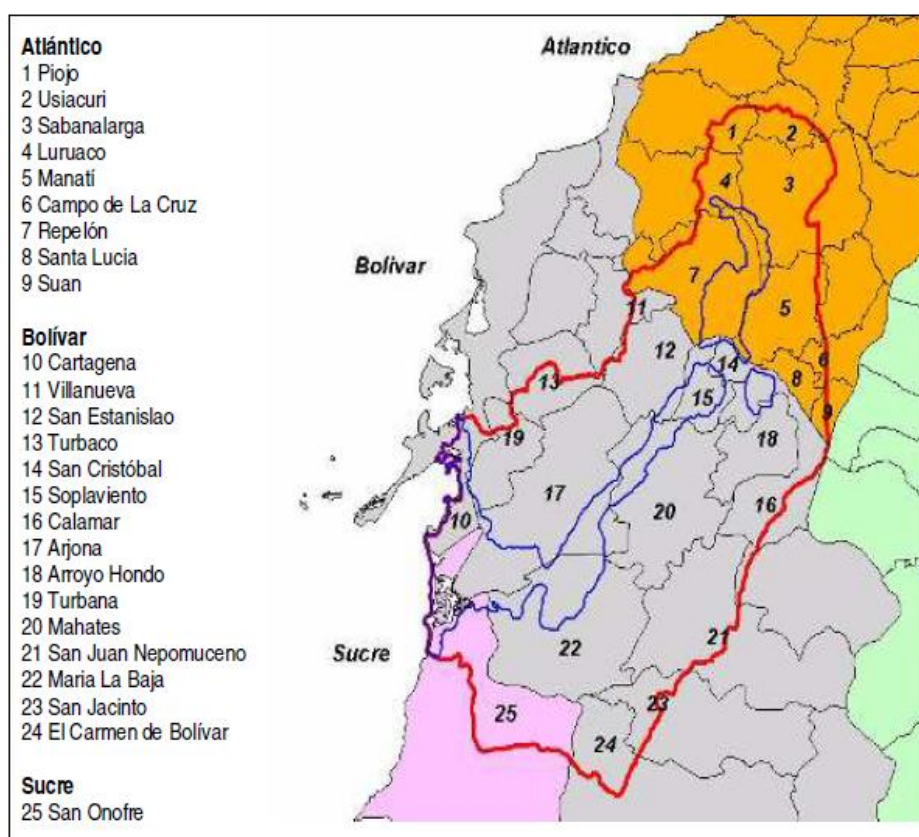 Atlántico
1 Piojo
2 Usiacuri
3 Sabanalarga
4 Luruaco
5 Manatí
6 Campo de La Cruz
7 Repelón
8 Santa Lucia
9 Suan
Bolívar
10 Cartagena
11 Villanueva
12 San Estanislao
13 Turbaco
14 San Cristóbal
15 Soplaviento
16 Calamar
17 Arjona
18 Arroyo Hondo
19 Turbana
20 Mahates
21 San Juan Nepomuceno
22 Maria La Baja
23 San Jacinto
24 El Carmen de Bolívar
Sucre
25 San Onofre
Atlantico
1
2
4
3
Bolívar
7
11
5
12
14
6
13
8
15
9
19
18
17
20
16
10
21
Sucre
22
23
25
24